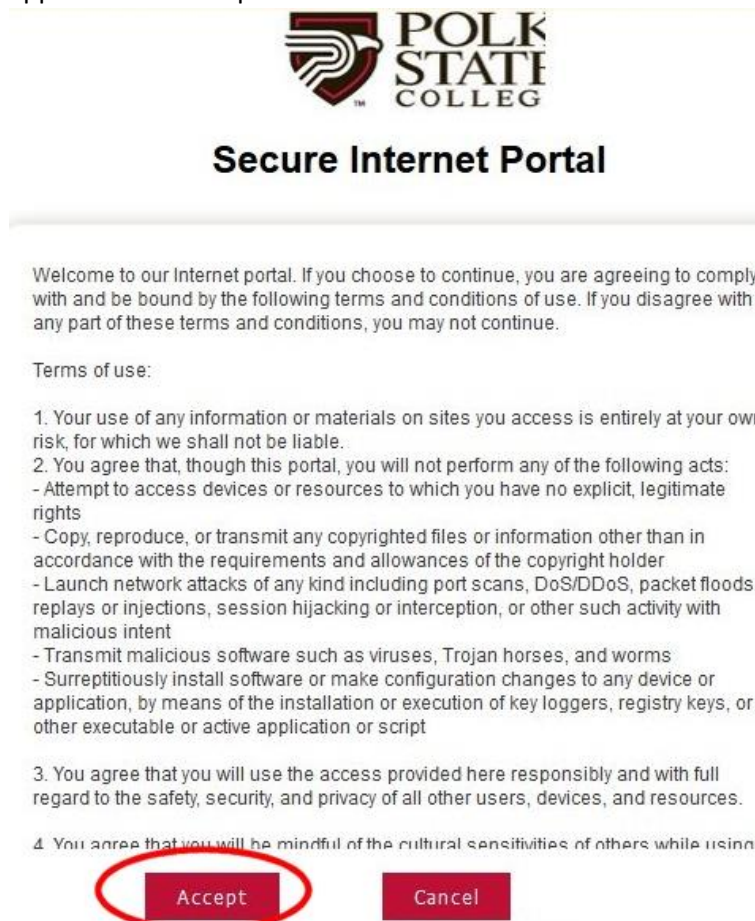 POLK
STATE
COLLEG
Secure Internet Portal
Welcome to our Internet portal. If you choose to continue, you are agreeing to comply
with and be bound by the following terms and conditions of use. If you disagree with
any part of these terms and conditions, you may not continue.
Terms of use:
1. Your use of any information or materials on sites you access is entirely at your own
risk, for which we shall not be liable.
2. You agree that, though this portal, you will not perform any of the following acts:
- Attempt to access devices or resources to which you have no explicit, legitimate
rights
- Copy, reproduce, or transmit any copyrighted files or information other than in
accordance with the requirements and allowances of the copyright holder
- Launch network attacks of any kind including port scans, DoS/DDoS, packet floods
replays or injections, session hijacking or interception, or other such activity with
malicious intent
- Transmit malicious software such as viruses, Trojan horses, and worms
- Surreptitiously install software or make configuration changes to any device or
application, by means of the installation or execution of key loggers, registry keys, or
other executable or active application or script
3. You agree that you will use the access provided here responsibly and with full
regard to the safety, security, and privacy of all other users, devices, and resources.
4. You agree that you will be mindful of the cultural sensitivities of others while using
Accept Cancel